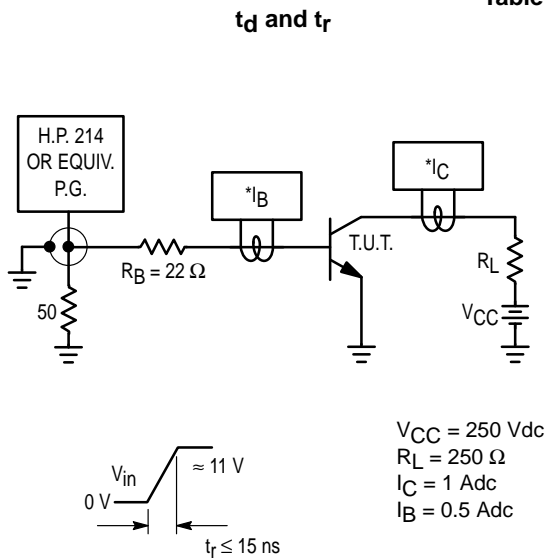 Table
td and tr
H.P. 214
OR EQUIV.
P.G.
*IB
*IC
T.U.T.
RB = 22 Ω
RL
50
VCC
Vin
≈ 11 V
0 V
tr ≤ 15 ns
VCC = 250 Vdc
RL = 250 Ω
IC = 1 Adc
IB = 0.5 Adc